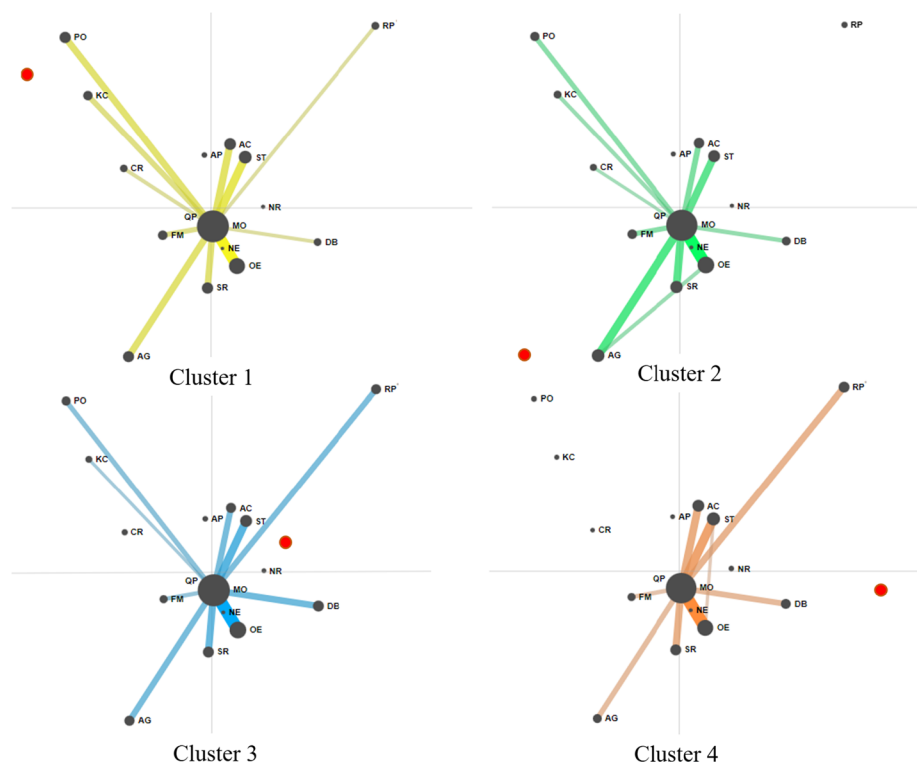 PO
RP
KC
AC
AP
ST
CR
NR
QP
MO
FM
DB
NE
OE
SR
AG
Cluster 1
PO
RP
KC
AC
AP
ST
CR
NR
QP
MO
FM
DB
NE
OE
SR
AG
Cluster 2
PO
RP
KC
AC
AP
ST
CR
NR
QP
MO
FM
DB
NE
OE
SR
AG
Cluster 3
PO
RP
KC
AC
AP
ST
CR
NR
QP
MO
FM
DB
NE
OE
SR
AG
Cluster 4